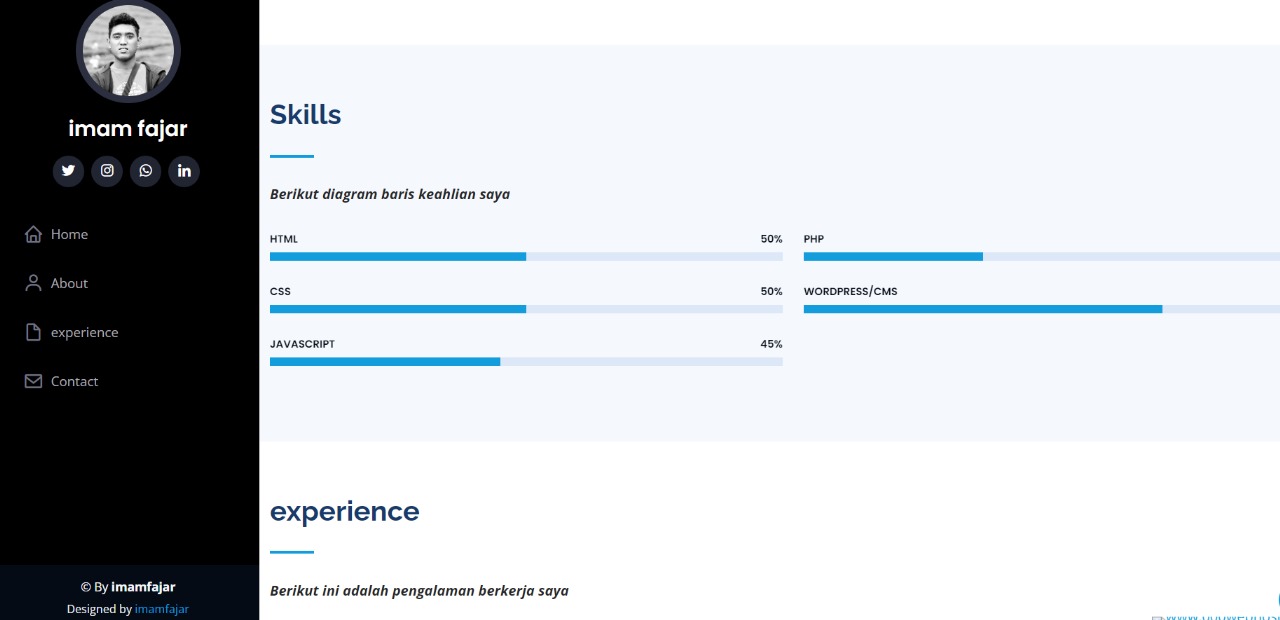 imam fajar
Home
About
experience
Contact
© By imamfajar
Designed by imamfajar
Skills
Berikut diagram baris keahlian saya
HTML 50%
CSS 50%
JAVASCRIPT 45%
PHP
WORDPRESS/CMS
experience
Berikut ini adalah pengalaman berkerja saya